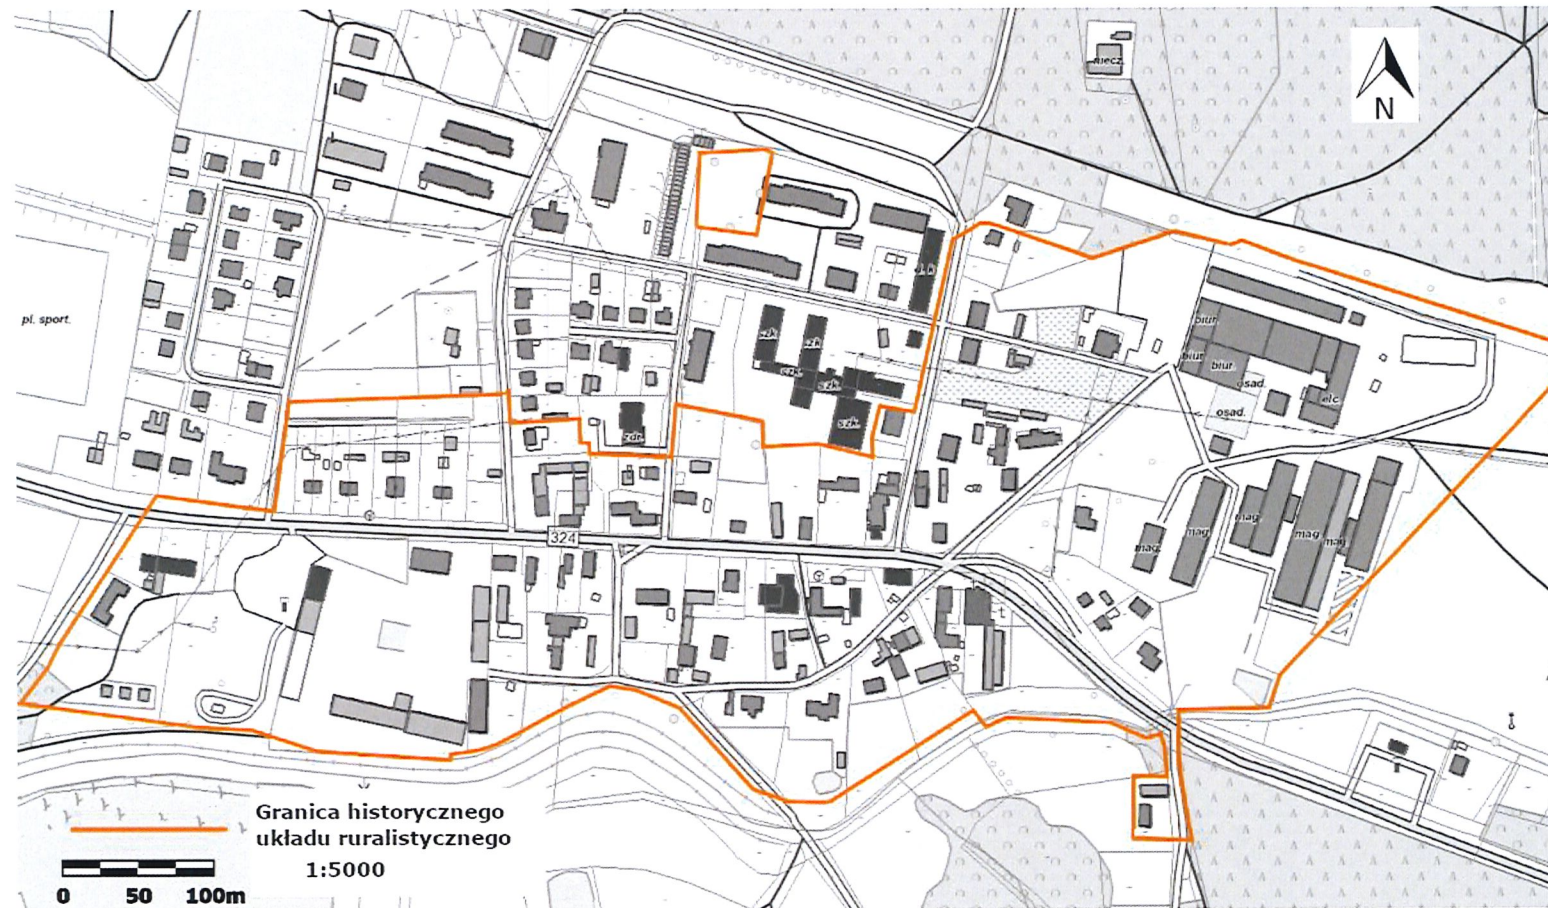 niecz.
N
pl. sport.
d.b
biur.
szk.
szk.
biur.
biur.
osad.
szk.
szk.
elc.
osad.
szk.
zdr.
324
mag.
mag.
mag.
mag.
mag.
Granica historycznego
układu ruralistycznego
1:5000
0 50 100m